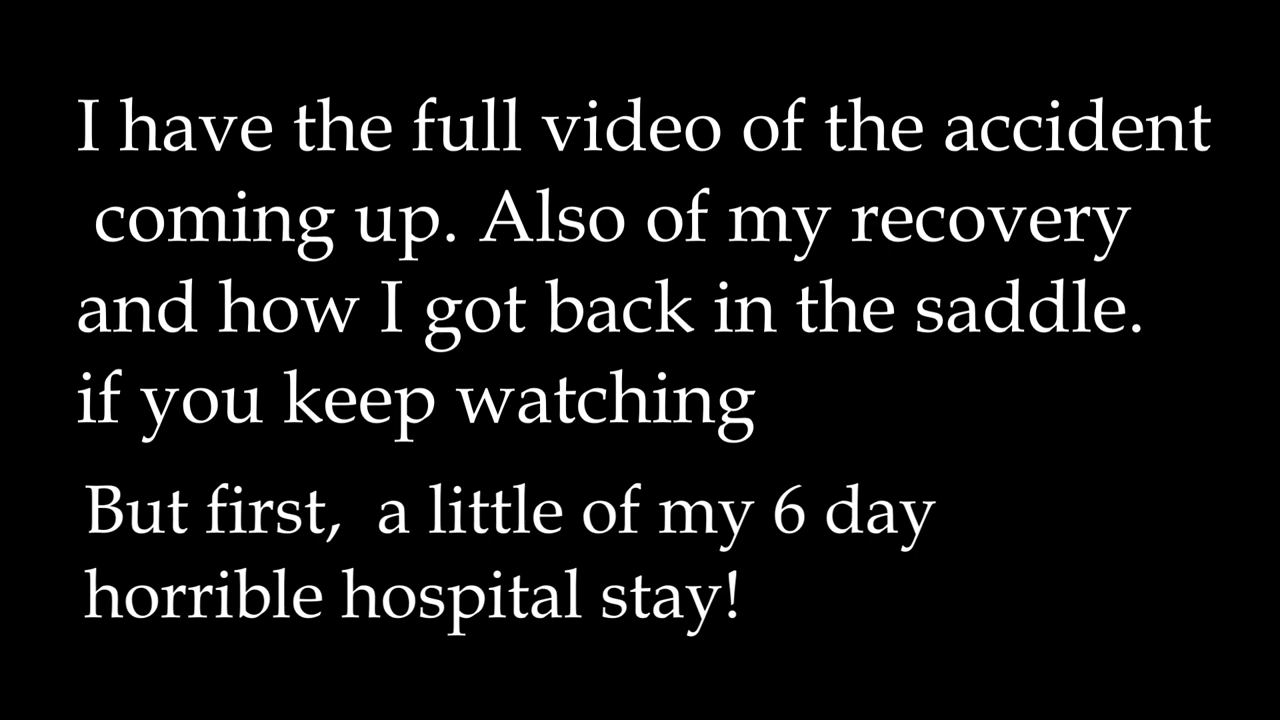 I have the full video of the accident
coming up. Also of my recovery
and how I got back in the saddle.
if you keep watching
But first, a little of my 6 day
horrible hospital stay!